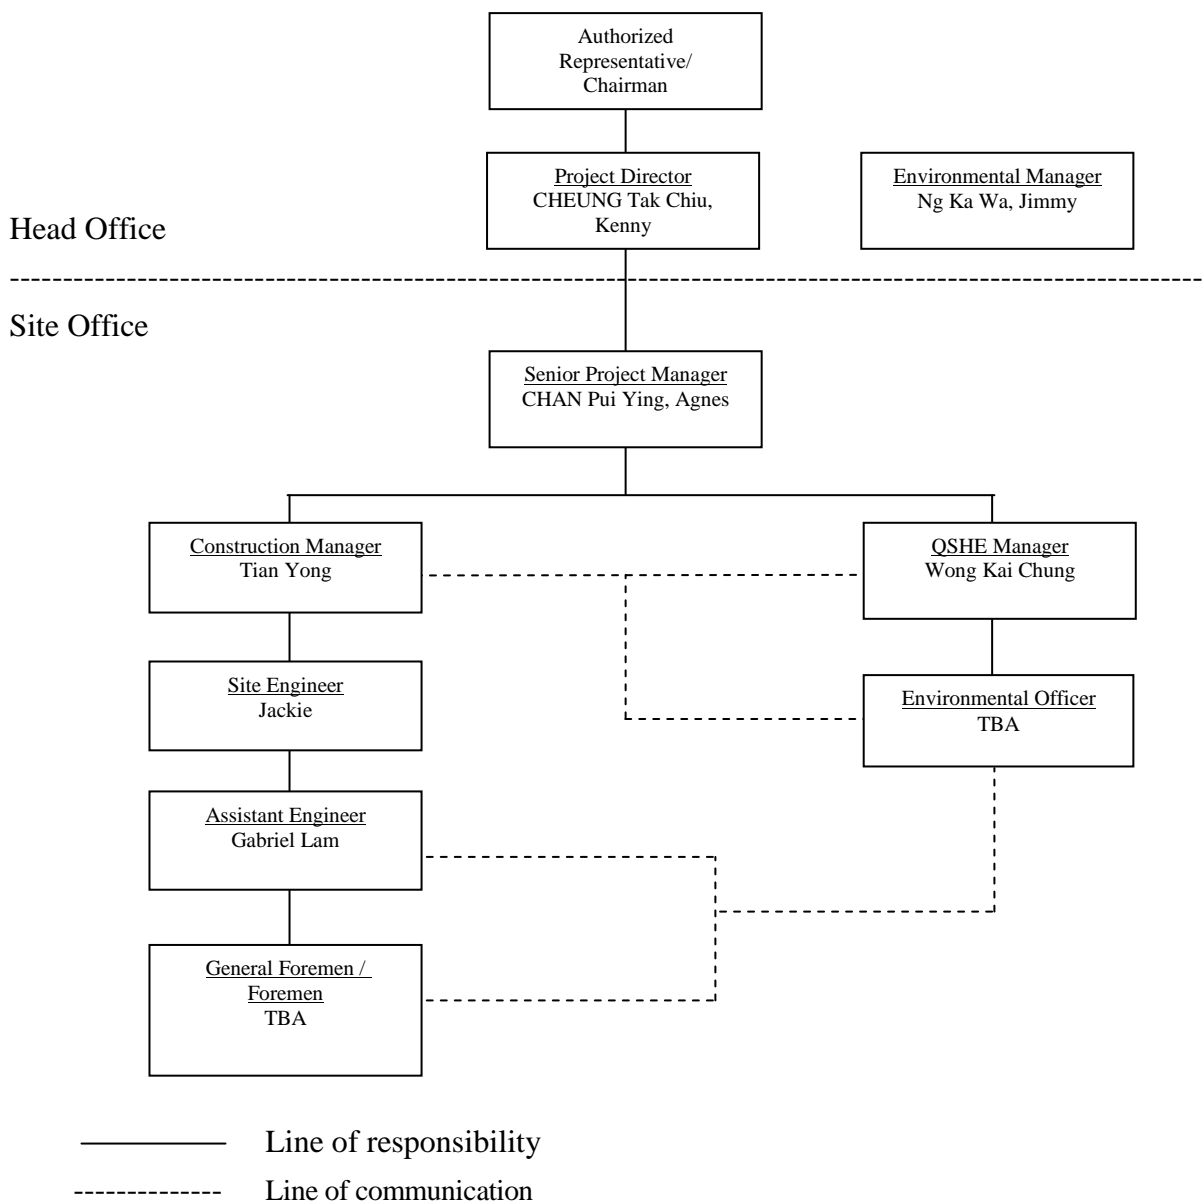 Authorized
Representative/
Chairman
Project Director
CHEUNG Tak Chiu,
Kenny
Environmental Manager
Ng Ka Wa, Jimmy
Head Office
Site Office
Senior Project Manager
CHAN Pui Ying, Agnes
Construction Manager
Tian Yong
QSHE Manager
Wong Kai Chung
Site Engineer
Jackie
Environmental Officer
TBA
Assistant Engineer
Gabriel Lam
General Foremen /
Foremen
TBA
Line of responsibility
Line of communication